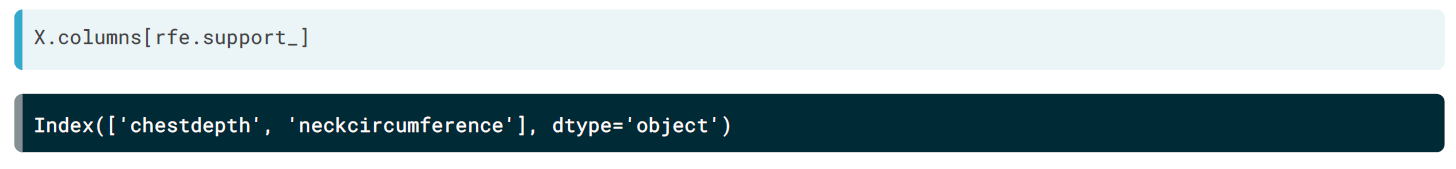 X.columns[rfe.support_]
Index(['chestdepth', 'neckcircumference'], dtype='object')